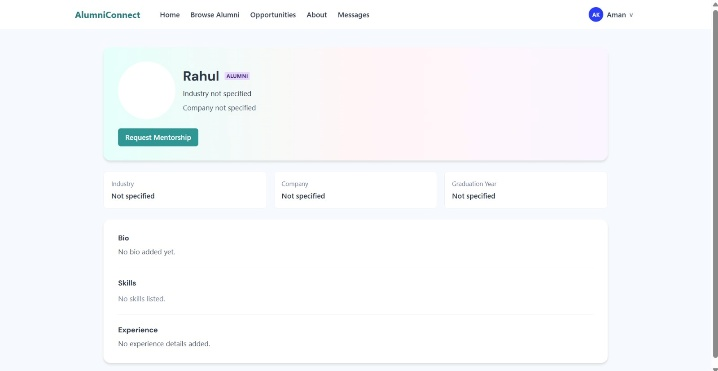 AlumniConnect Home Browse Alumni Opportunities About Messages AK Aman
Rahul ALUMNI
Industry not specified
Company not specified
Request Mentorship
Industry Company Graduation Year
Not specified Not specified Not specified
Bio
No bio added yet.
Skills
No skills listed.
Experience
No experience details added.